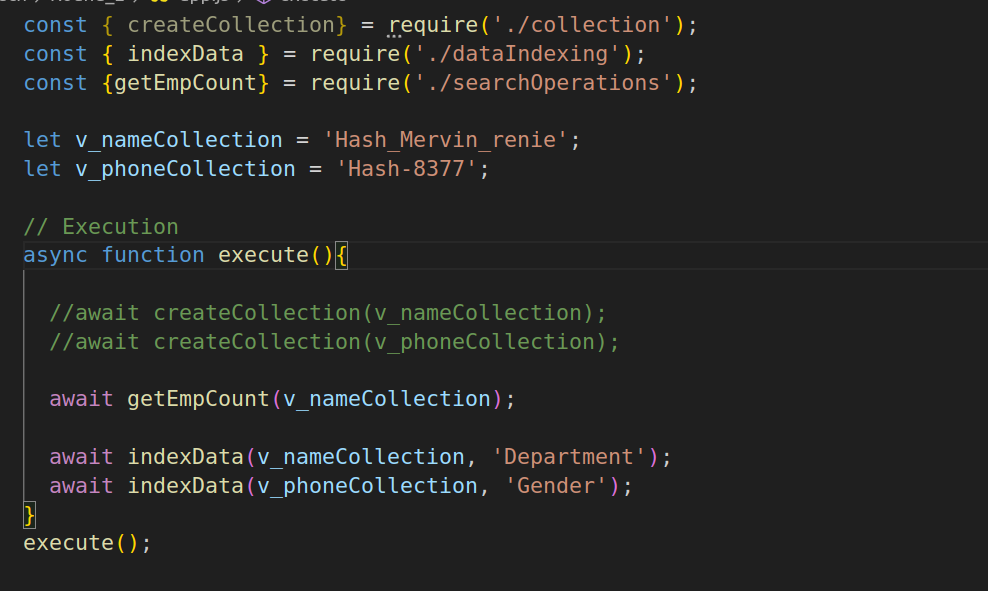 const { createCollection} = require('./collection');
const { indexData } = require('./dataIndexing');
const {getEmpCount} = require('./searchOperations');
let v_nameCollection = 'Hash_Mervin_renie';
let v_phoneCollection = 'Hash-8377';
// Execution
async function execute(){
//await createCollection(v_nameCollection);
//await createCollection(v_phoneCollection);
await getEmpCount(v_nameCollection);
await indexData(v_nameCollection, 'Department');
await indexData(v_phoneCollection, 'Gender');
}
execute();